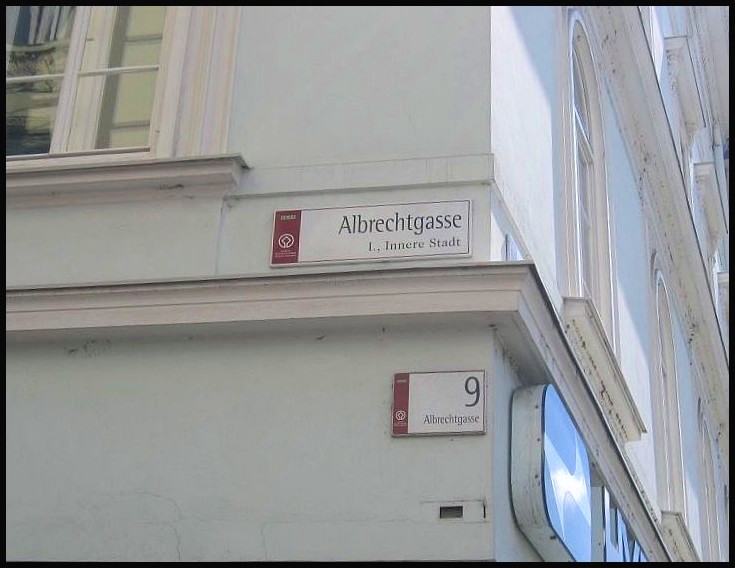 Albrechtgasse
I., Innere Stadt
9
Albrechtgasse